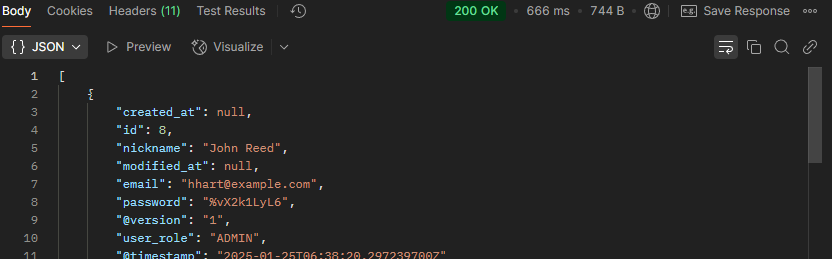 Body Cookies Headers (11) Test Results 200 OK • 666 ms • 744 B • e.g. Save Response
{} JSON Preview Visualize
1 [
2 {
3 "created_at": null,
4 "id": 8,
5 "nickname": "John Reed",
6 "modified_at": null,
7 "email": "hhart@example.com",
8 "password": "%vX2k1LyL6",
9 "@version": "1",
10 "user_role": "ADMIN",
11 "@timestamp": "2025-01-25T06:38:20.297239700Z"